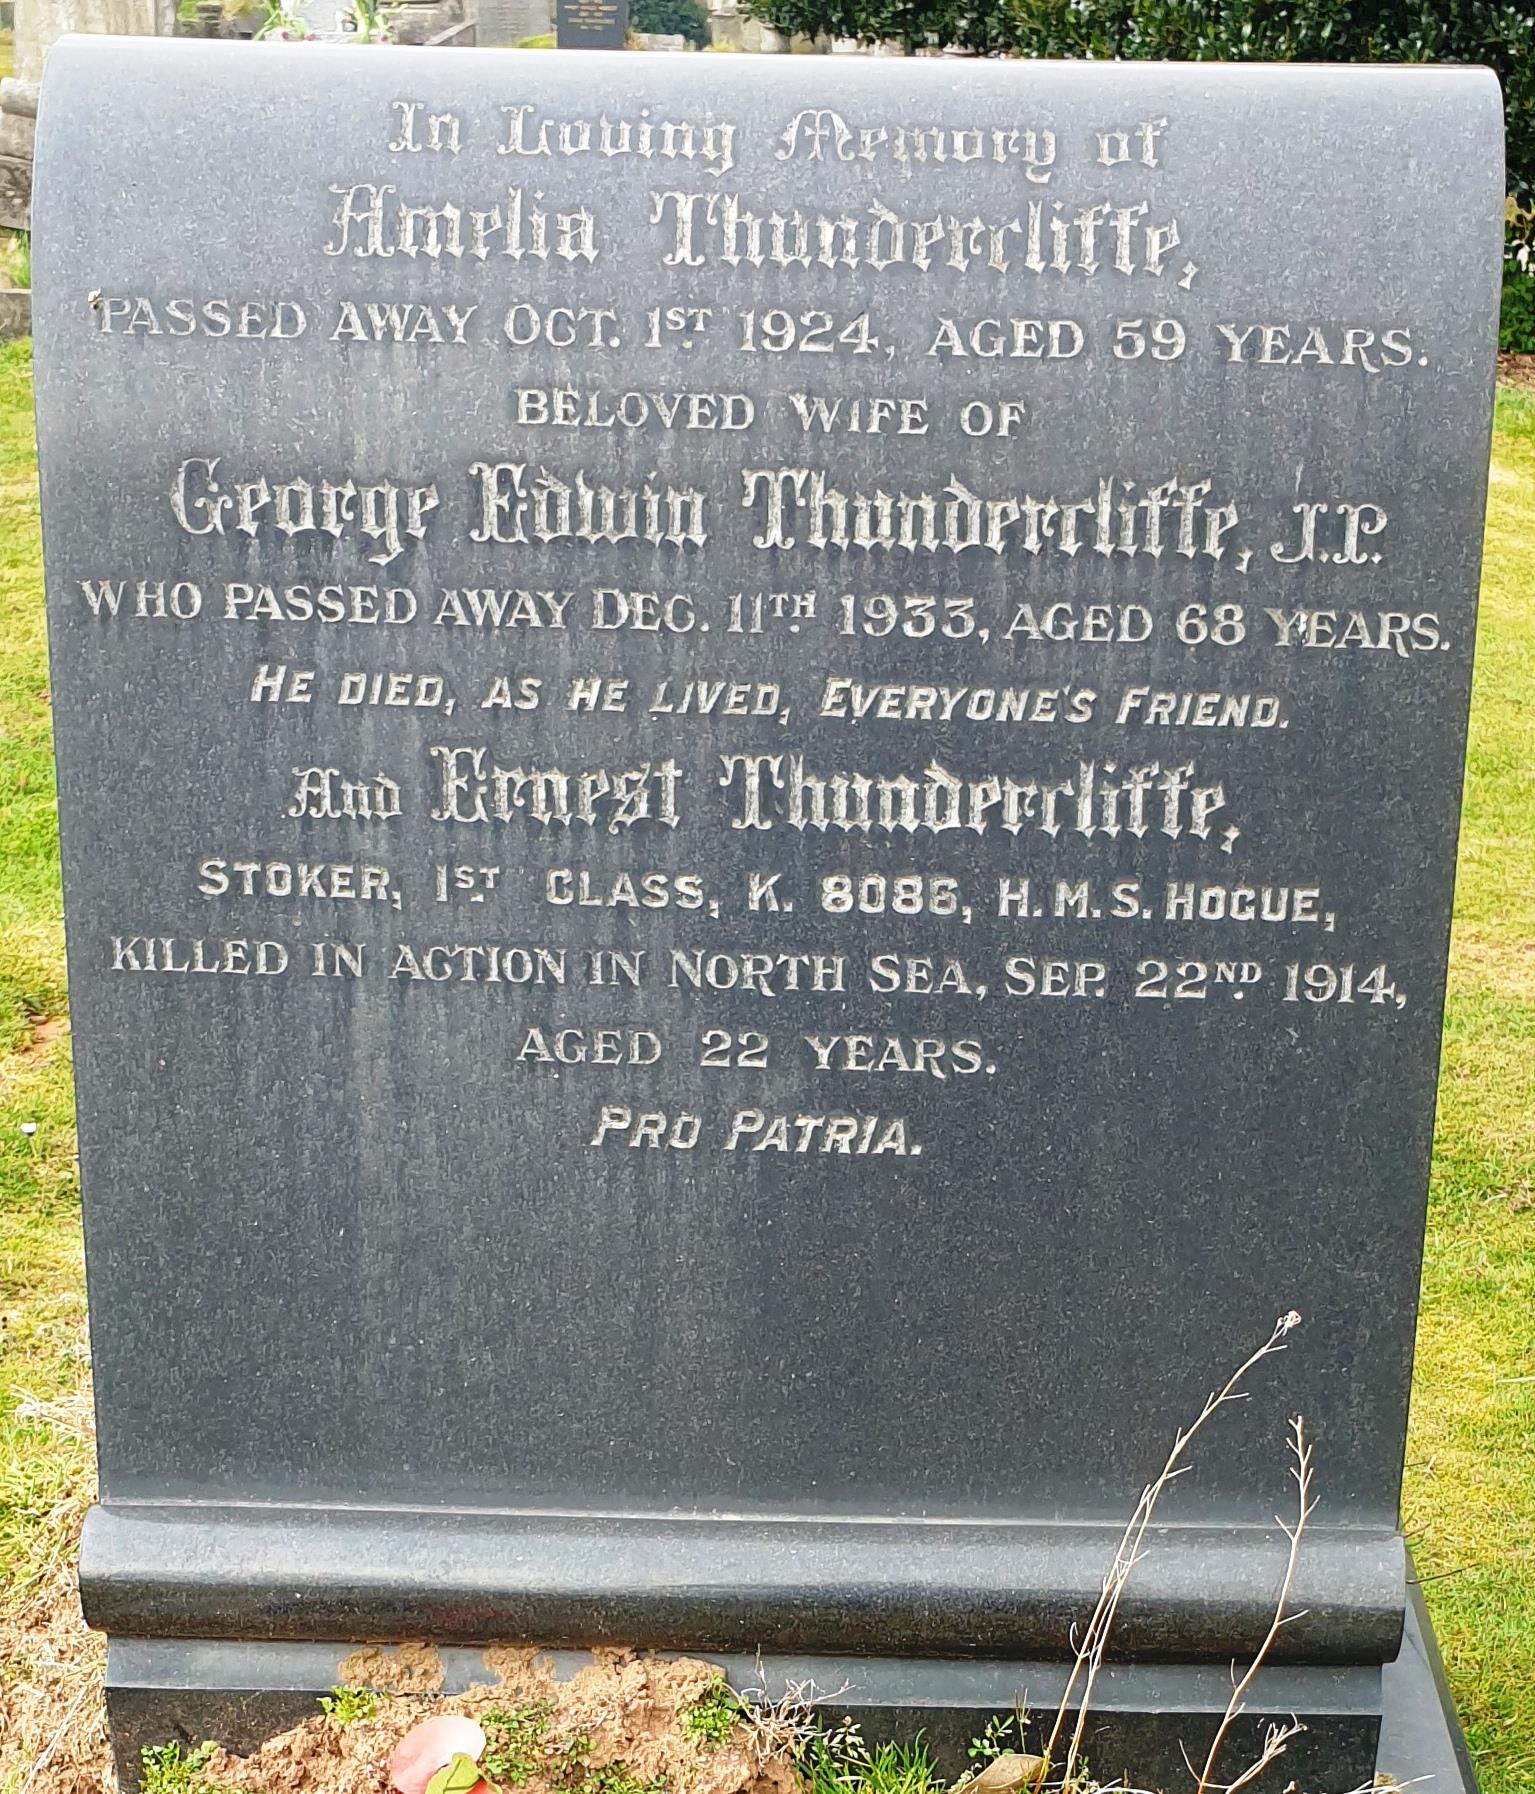 In Loving Memory of
Amelia Thundercliffe,
PASSED AWAY OCT. 1ST 1924, AGED 59 YEARS.
BELOVED WIFE OF
George Edwin Thundercliffe, J.P.
WHO PASSED AWAY DEC. 11TH 1933, AGED 68 YEARS.
HE DIED, AS HE LIVED, EVERYONE'S FRIEND.
And Ernest Thundercliffe,
STOKER, 1ST CLASS, K. 8086, H.M.S. HOGUE,
KILLED IN ACTION IN NORTH SEA, SEP. 22ND 1914,
AGED 22 YEARS.
PRO PATRIA.